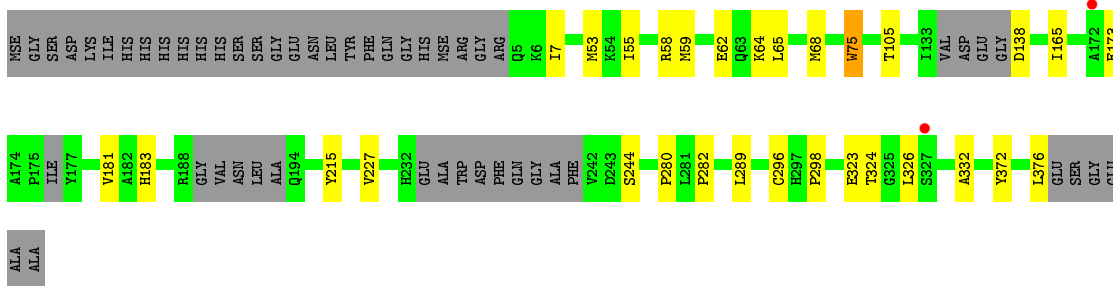 MSE GLY SER ASP LYS ILE HIS HIS HIS HIS HIS HIS SER SER GLY GLU ASN LEU TYR PHE GLN GLY HIS MSE ARG GLY ARG Q5 K6 I7 M53 K54 I55 R58 M59 E62 Q63 K64 L65 M68 W75 T105 I133 VAL ASP GLU GLY D138 I165 A172 E173
A174 P175 ILE Y177 V181 A182 H183 R188 GLY VAL ASN LEU ALA Q194 Y215 V227 H232 GLU ALA TRP ASP PHE GLN GLY ALA PHE V242 D243 S244 P280 L281 P282 L289 C296 H297 P298 E323 T324 G325 L326 S327 A332 Y372 L376 GLU SER GLY GLU
ALA ALA